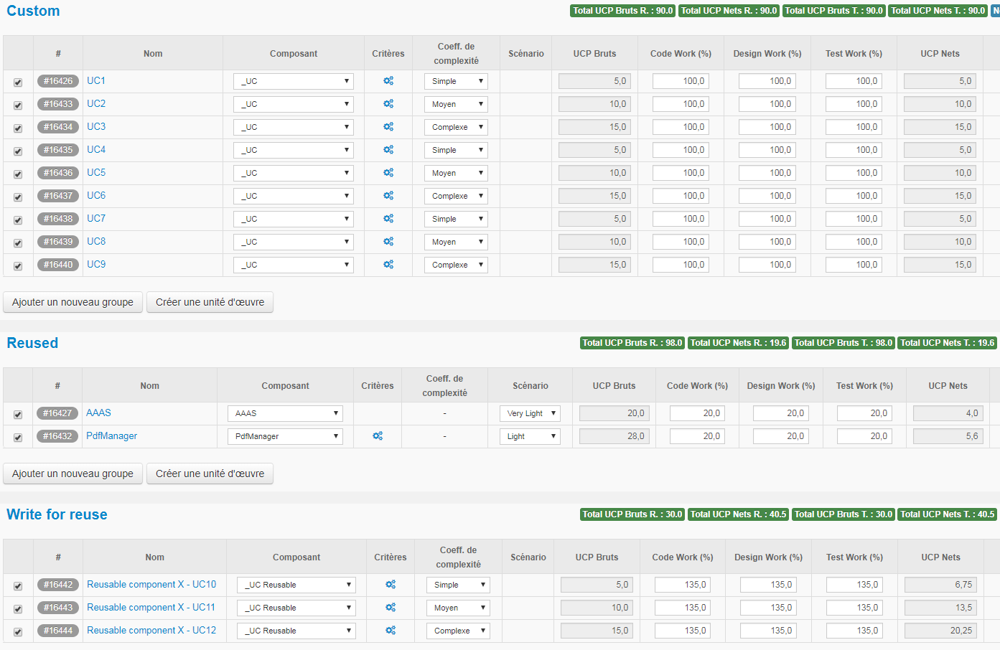 Custom Total UCP Bruts R. : 90.0 Total UCP Nets R. : 90.0 Total UCP Bruts T. : 90.0 Total UCP Nets T. : 90.0
# Nom Composant Critères Coeff. de complexité Scénario UCP Bruts Code Work (%) Design Work (%) Test Work (%) UCP Nets
#16426 UC1 _UC Simple 5,0 100,0 100,0 100,0 5,0
#16433 UC2 _UC Moyen 10,0 100,0 100,0 100,0 10,0
#16434 UC3 _UC Complexe 15,0 100,0 100,0 100,0 15,0
#16435 UC4 _UC Simple 5,0 100,0 100,0 100,0 5,0
#16436 UC5 _UC Moyen 10,0 100,0 100,0 100,0 10,0
#16437 UC6 _UC Complexe 15,0 100,0 100,0 100,0 15,0
#16438 UC7 _UC Simple 5,0 100,0 100,0 100,0 5,0
#16439 UC8 _UC Moyen 10,0 100,0 100,0 100,0 10,0
#16440 UC9 _UC Complexe 15,0 100,0 100,0 100,0 15,0
Ajouter un nouveau groupe Créer une unité d'œuvre
Reused Total UCP Bruts R. : 98.0 Total UCP Nets R. : 19.6 Total UCP Bruts T. : 98.0 Total UCP Nets T. : 19.6
# Nom Composant Critères Coeff. de complexité Scénario UCP Bruts Code Work (%) Design Work (%) Test Work (%) UCP Nets
#16427 AAAS AAAS - Very Light 20,0 20,0 20,0 20,0 4,0
#16432 PdfManager PdfManager - Light 28,0 20,0 20,0 20,0 5,6
Ajouter un nouveau groupe Créer une unité d'œuvre
Write for reuse Total UCP Bruts R. : 30.0 Total UCP Nets R. : 40.5 Total UCP Bruts T. : 30.0 Total UCP Nets T. : 40.5
# Nom Composant Critères Coeff. de complexité Scénario UCP Bruts Code Work (%) Design Work (%) Test Work (%) UCP Nets
#16442 Reusable component X - UC10 _UC Reusable Simple 5,0 135,0 135,0 135,0 6,75
#16443 Reusable component X - UC11 _UC Reusable Moyen 10,0 135,0 135,0 135,0 13,5
#16444 Reusable component X - UC12 _UC Reusable Complexe 15,0 135,0 135,0 135,0 20,25